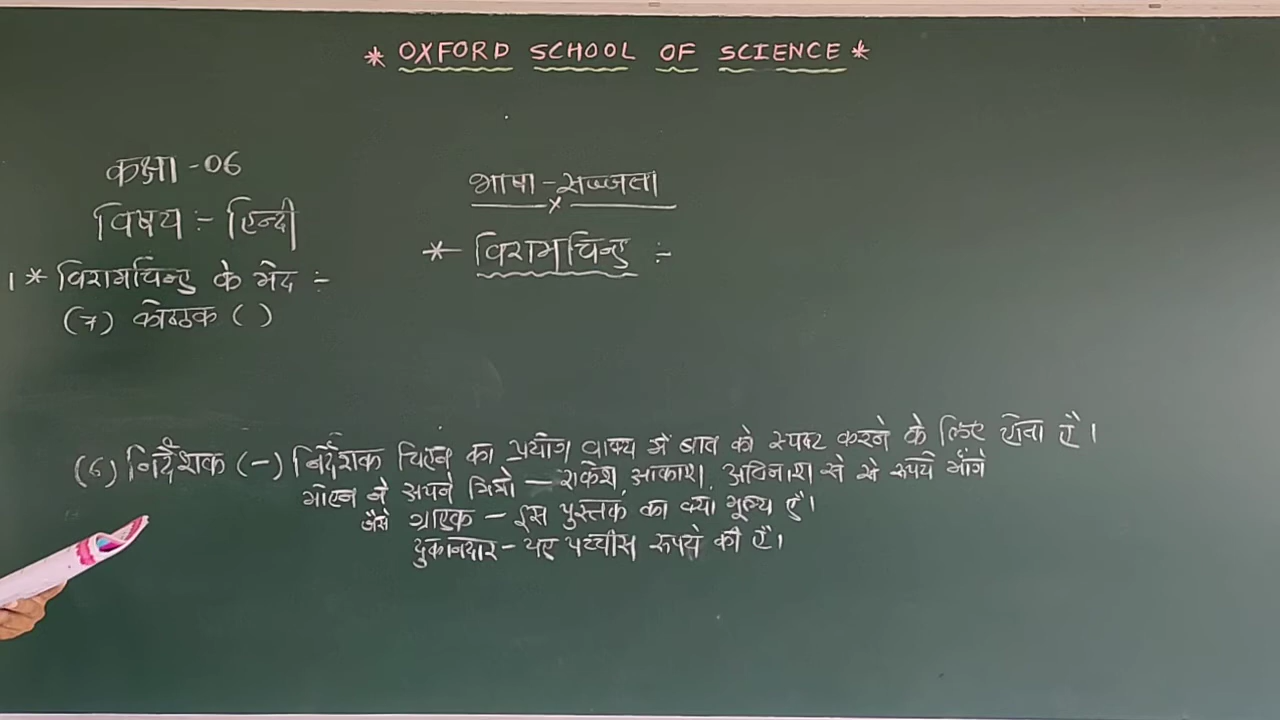 * OXFORD SCHOOL OF SCIENCE *
कक्षा -06
विषय :- हिन्दी
भाषा -सज्जता
* विरामचिन्ह :-
1 * विरामचिन्ह के भेद :-
(7) कोष्ठक ( )
(6) निर्देशक (-) निर्देशक चिह्न का प्रयोग वाक्य में बात को स्पष्ट करने के लिए होता है।
मोहन ने अपने मित्रो - राकेश, आकाश, अविनाश से रूपये माँगे
जैसे ग्राहक - इस पुस्तक का क्या मूल्य है।
दुकानदार - यह पच्चीस रूपये की है।